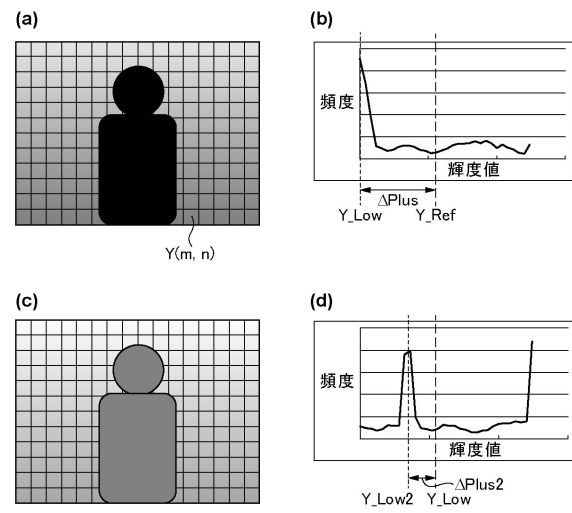 (a)
Y(m, n)
(b)
頻度
輝度値
ΔPlus
Y_Low
Y_Ref
(c)
(d)
頻度
輝度値
ΔPlus2
Y_Low2
Y_Low